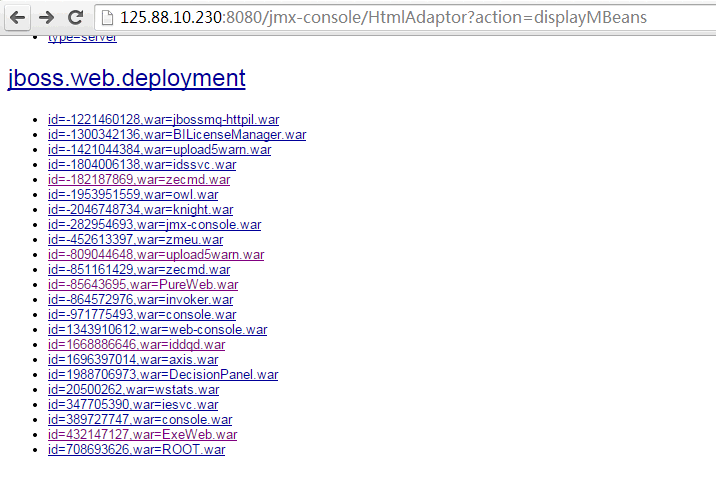 125.88.10.230:8080/jmx-console/HtmlAdaptor?action=displayMBeans
type=server
jboss.web.deployment
id=-1221460128,war=jbossmq-httpil.war
id=-1300342136,war=BILicenseManager.war
id=-1421044384,war=upload5warn.war
id=-1804006138,war=idssvc.war
id=-182187869,war=zecmd.war
id=-1953951559,war=owl.war
id=-2046748734,war=knight.war
id=-282954693,war=jmx-console.war
id=-452613397,war=zmeu.war
id=-809044648,war=upload5warn.war
id=-851161429,war=zecmd.war
id=-85643695,war=PureWeb.war
id=-864572976,war=invoker.war
id=-971775493,war=console.war
id=1343910612,war=web-console.war
id=1668886646,war=iddqd.war
id=1696397014,war=axis.war
id=1988706973,war=DecisionPanel.war
id=20500262,war=wstats.war
id=347705390,war=iesvc.war
id=389727747,war=console.war
id=432147127,war=ExeWeb.war
id=708693626,war=ROOT.war